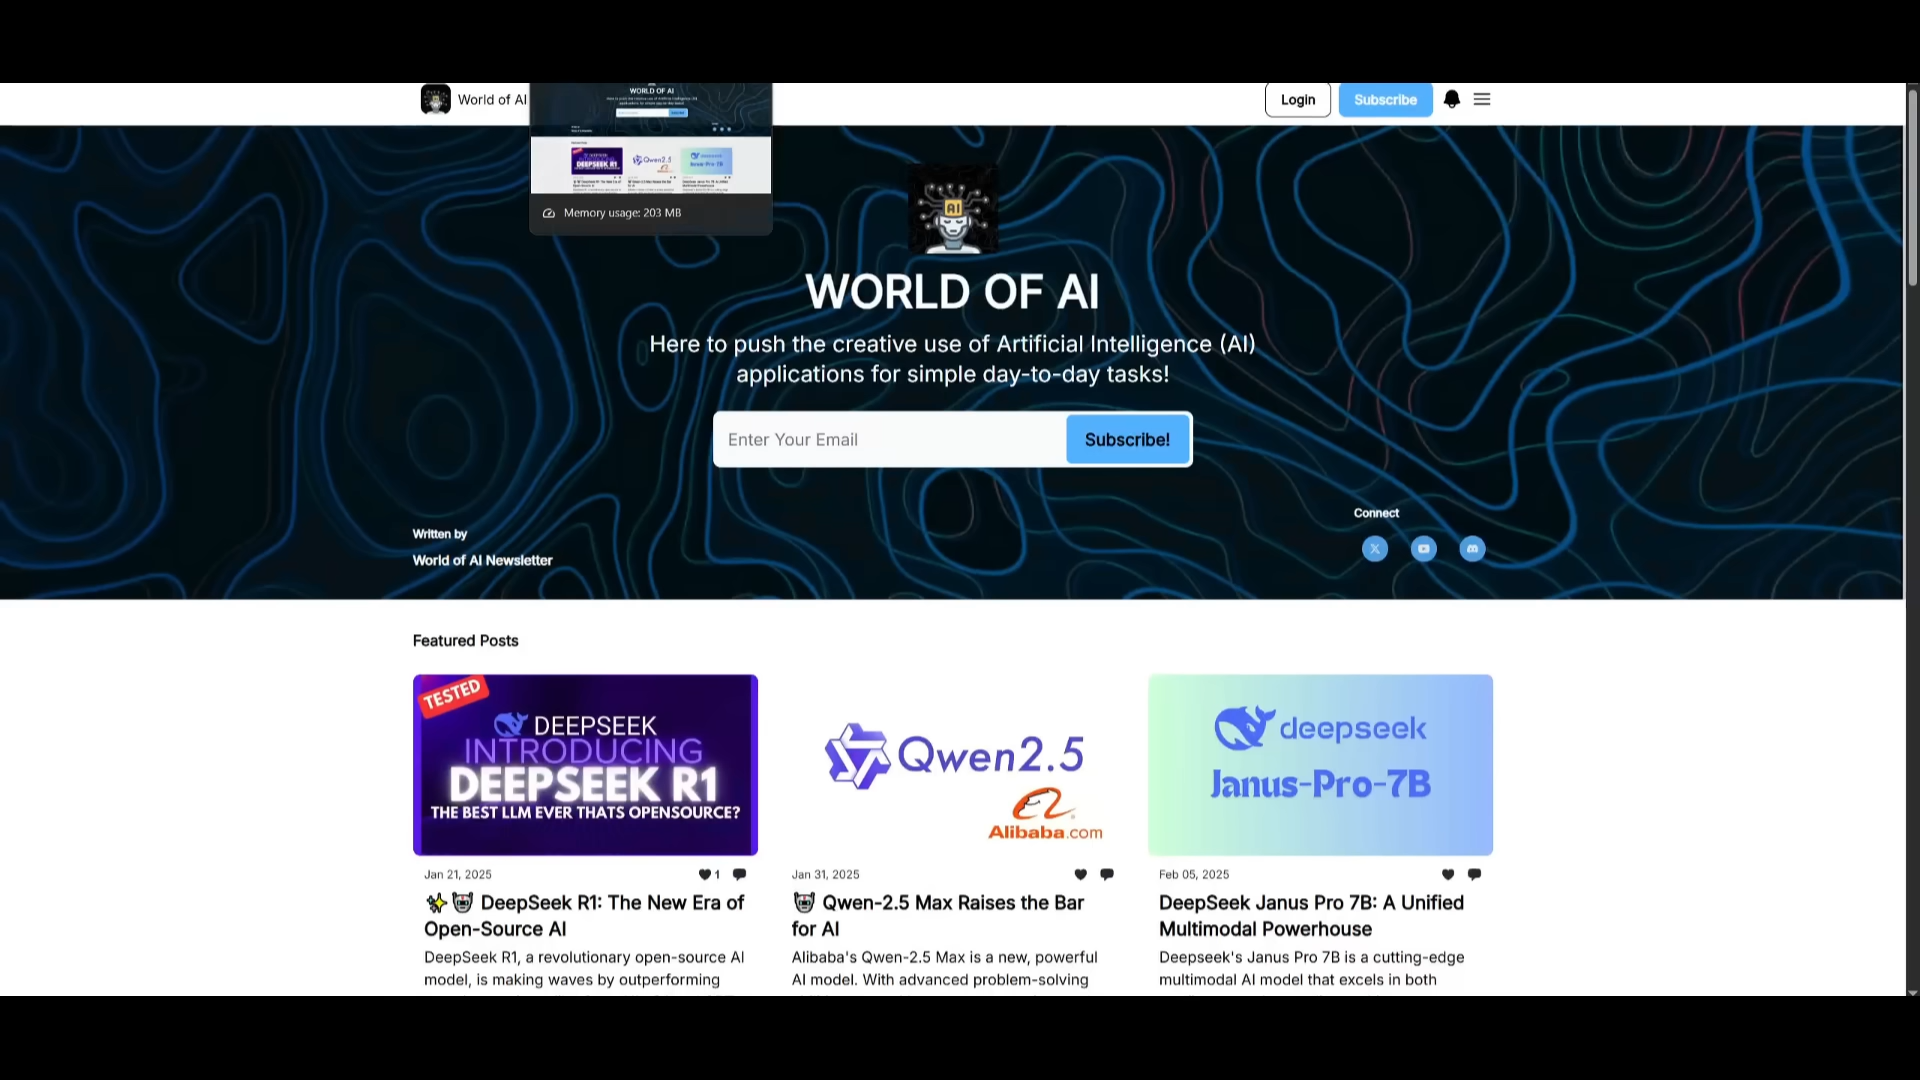 World of AI
WORLD OF AI
Login
Subscribe
Memory usage: 203 MB
AI
WORLD OF AI
Here to push the creative use of Artificial Intelligence (AI)
applications for simple day-to-day tasks!
Enter Your Email
Subscribe!
Connect
Written by
World of AI Newsletter
Featured Posts
TESTED
DEEPSEEK
INTRODUCING
DEEPSEEK R1
THE BEST LLM EVER THATS OPENSOURCE?
Jan 21, 2025
1
✨🤖 DeepSeek R1: The New Era of
Open-Source AI
DeepSeek R1, a revolutionary open-source AI
model, is making waves by outperforming
Qwen2.5
Alibaba.com
Jan 31, 2025
🤖 Qwen-2.5 Max Raises the Bar
for AI
Alibaba's Qwen-2.5 Max is a new, powerful
AI model. With advanced problem-solving
deepseek
Janus-Pro-7B
Feb 05, 2025
DeepSeek Janus Pro 7B: A Unified
Multimodal Powerhouse
Deepseek's Janus Pro 7B is a cutting-edge
multimodal AI model that excels in both